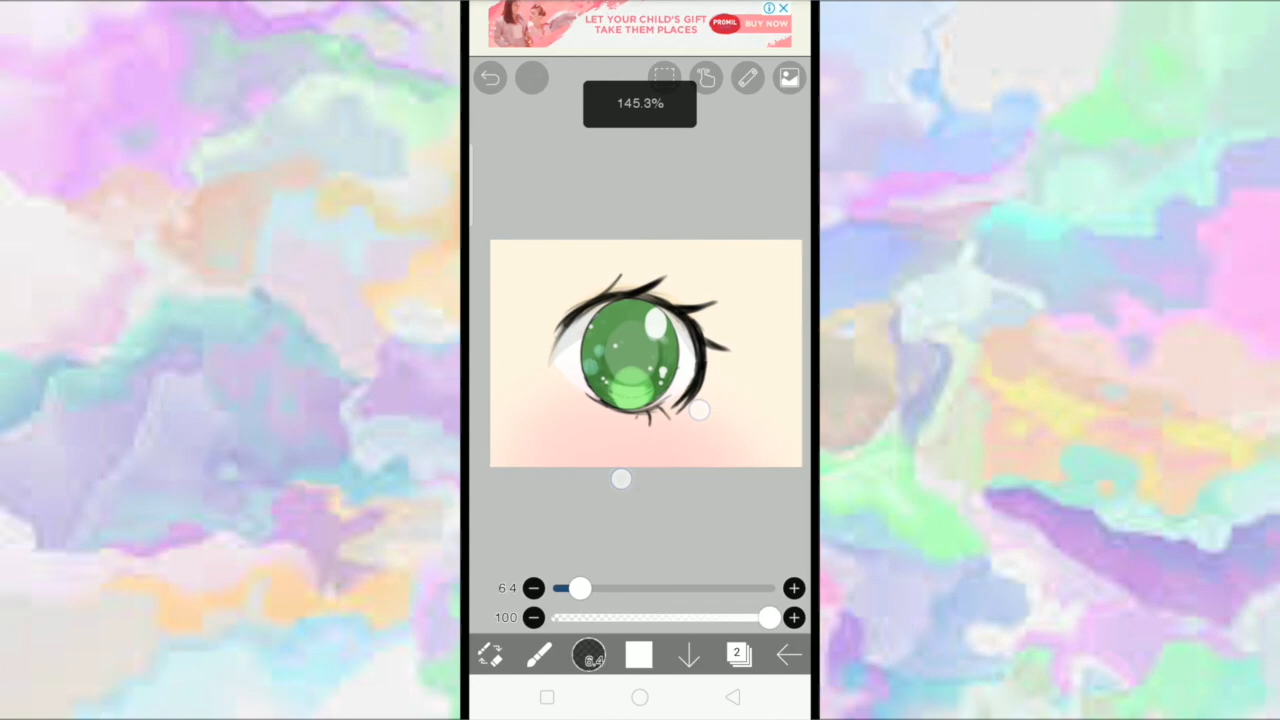 LET YOUR CHILD'S GIFT
TAKE THEM PLACES
PROMIL
BUY NOW
145.3%
6.4
100
6.4
2